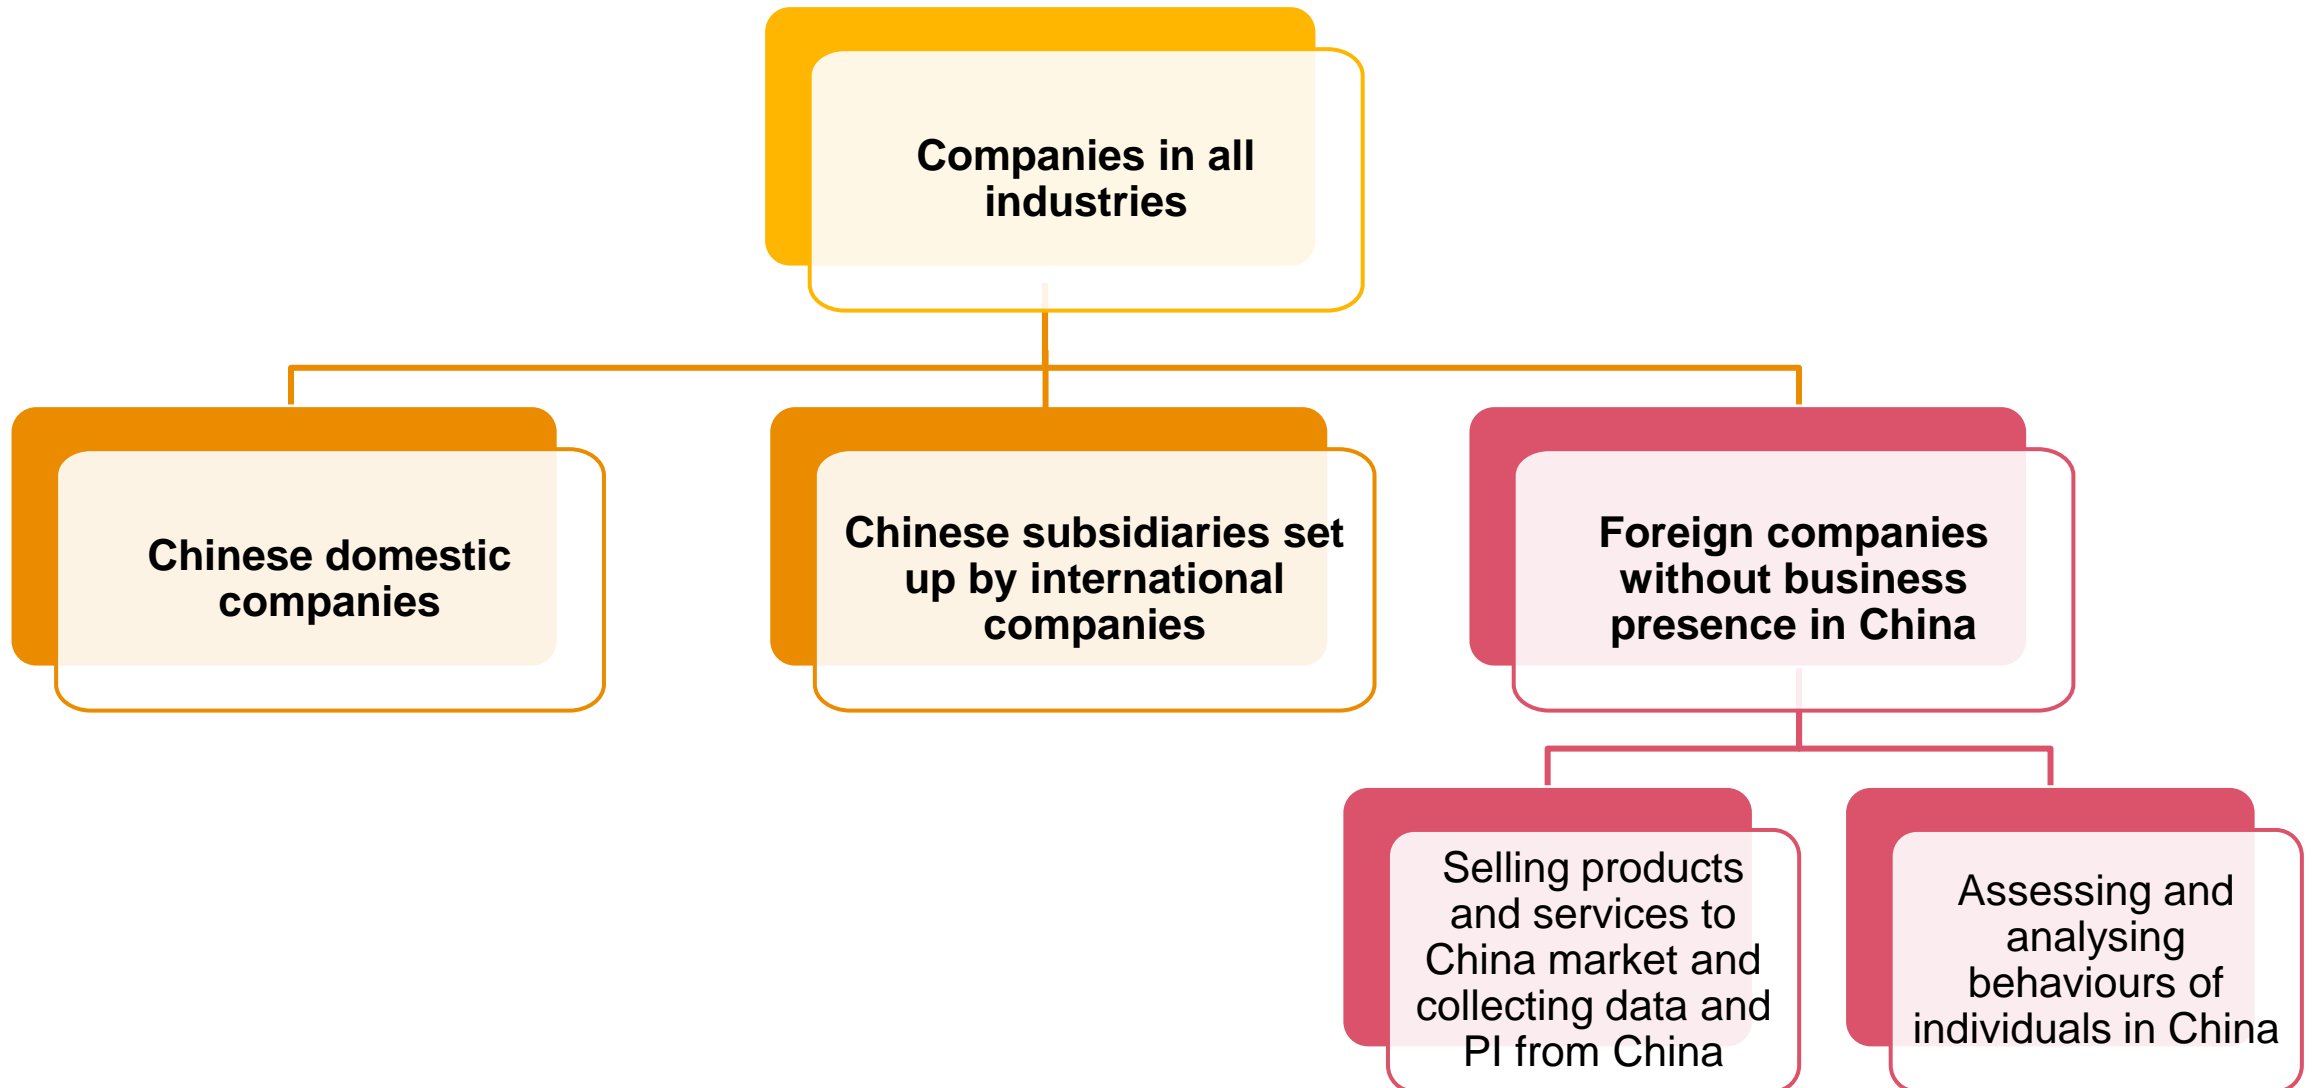 Companies in all
industries
Chinese domestic
companies
Chinese subsidiaries set
up by international
companies
Foreign companies
without business
presence in China
Selling products
and services to
China market and
collecting data and
PI from China
Assessing and
analysing
behaviours of
individuals in China